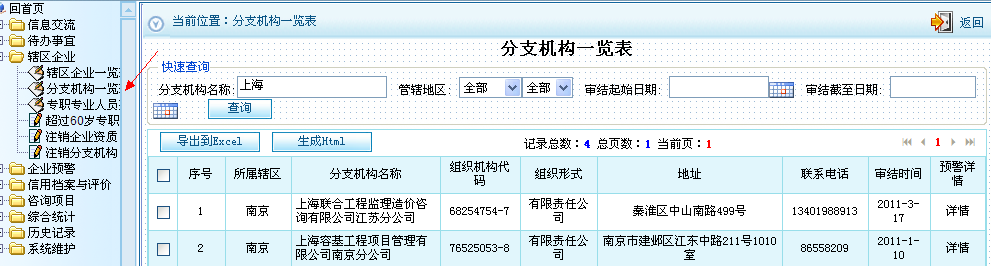 回首页
信息交流
待办事宜
辖区企业
辖区企业一览
分支机构一览
专职专业人员
超过60岁专职
注销企业资质
注销分支机构
企业预警
信用档案与评价
咨询项目
综合统计
历史记录
系统维护
当前位置：分支机构一览表
返回
分支机构一览表
快速查询
分支机构名称: 上海 管辖地区: 全部 全部 审结起始日期: 审结截至日期:
查询
导出到Excel 生成Html 记录总数：4 总页数：1 当前页：1 1
序号 所属辖区 分支机构名称 组织机构代码 组织形式 地址 联系电话 审结时间 预警详情
1 南京 上海联合工程监理造价咨询有限公司江苏分公司 68254754-7 有限责任公司 秦淮区中山南路499号 13401988913 2011-3-17 详情
2 南京 上海容基工程项目管理有限公司南京分公司 76525053-8 有限责任公司 南京市建邺区江东中路211号1010室 86558209 2011-1-10 详情